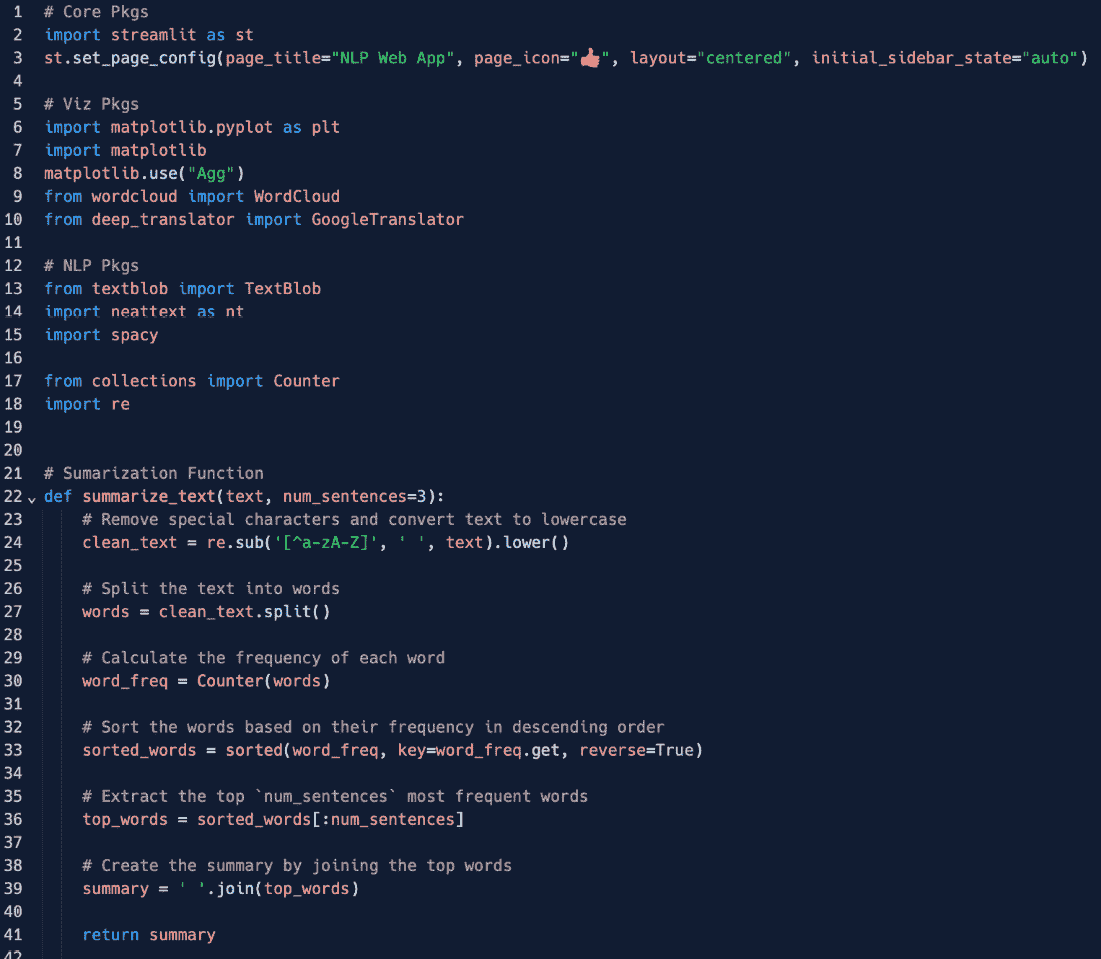 1 # Core Pkgs
2 import streamlit as st
3 st.set_page_config(page_title="NLP Web App", page_icon="👍", layout="centered", initial_sidebar_state="auto")
4
5 # Viz Pkgs
6 import matplotlib.pyplot as plt
7 import matplotlib
8 matplotlib.use("Agg")
9 from wordcloud import WordCloud
10 from deep_translator import GoogleTranslator
11
12 # NLP Pkgs
13 from textblob import TextBlob
14 import neattext as nt
15 import spacy
16
17 from collections import Counter
18 import re
19
20
21 # Sumarization Function
22 def summarize_text(text, num_sentences=3):
23     # Remove special characters and convert text to lowercase
24     clean_text = re.sub('[^a-zA-Z]', ' ', text).lower()
25
26     # Split the text into words
27     words = clean_text.split()
28
29     # Calculate the frequency of each word
30     word_freq = Counter(words)
31
32     # Sort the words based on their frequency in descending order
33     sorted_words = sorted(word_freq, key=word_freq.get, reverse=True)
34
35     # Extract the top `num_sentences` most frequent words
36     top_words = sorted_words[:num_sentences]
37
38     # Create the summary by joining the top words
39     summary = ' '.join(top_words)
40
41     return summary
42